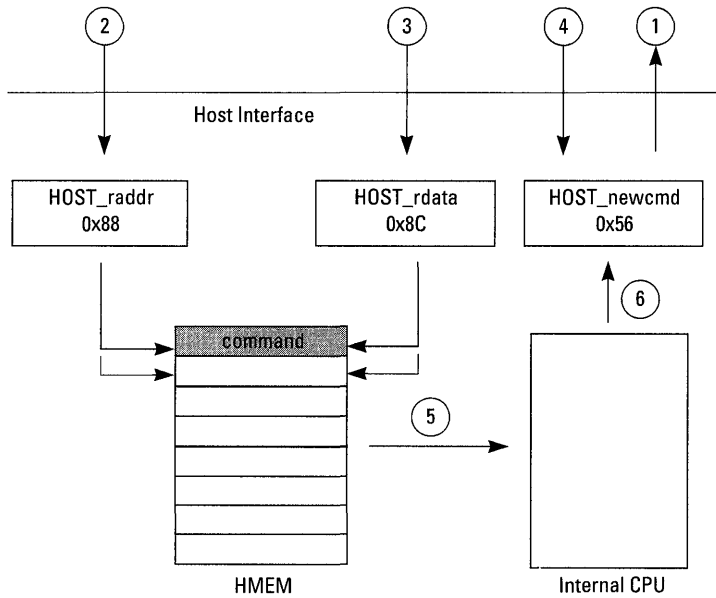 2
3
4
1
Host Interface
HOST_raddr
0x88
HOST_rdata
0x8C
HOST_newcmd
0x56
6
command
5
HMEM
Internal CPU